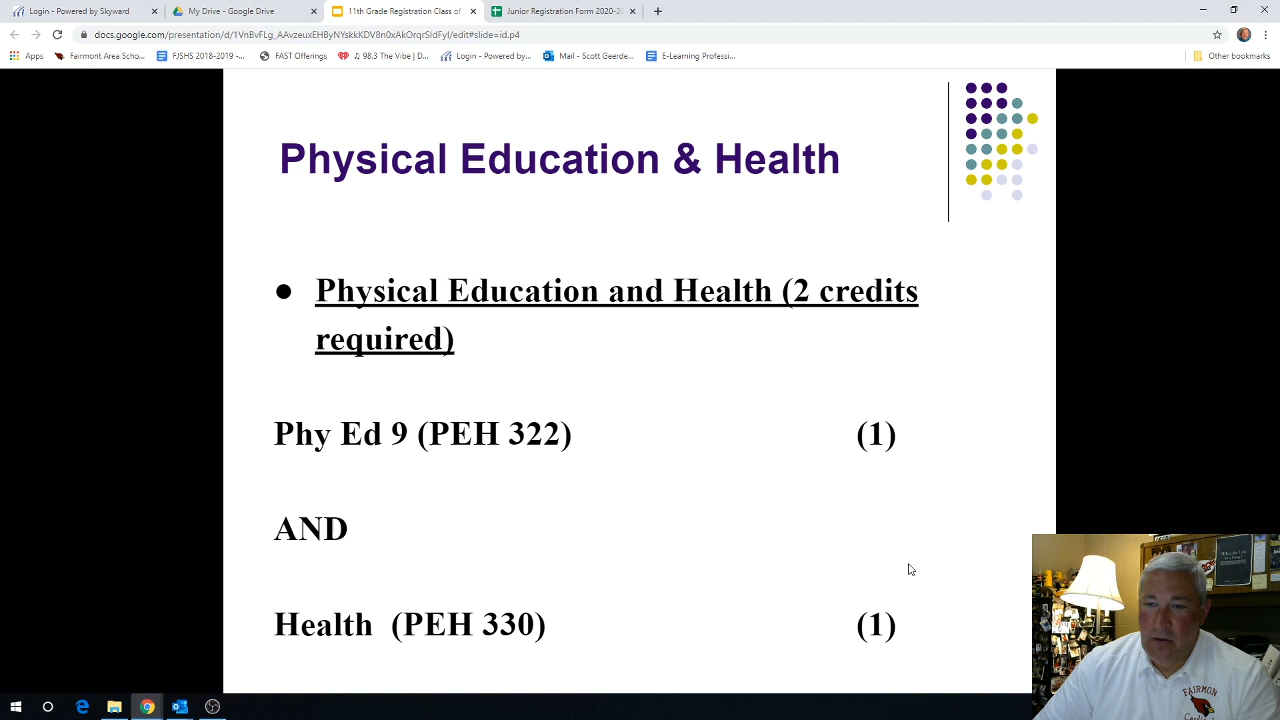 Login - Powered by Skyward
My Drive - Google Drive
11th Grade Registration Class of
Junior Registration Form 2020-20
docs.google.com/presentation/d/1VnBvFLg_AAvzeuxEHByNYskKDV8n0xAkOrqrSIdFyI/edit#slide=id.p4
Apps
Fairmont Area Scho...
FJSHS 2018-2019 -...
FAST Offerings
♫ 98.3 The Vibe | D...
Login - Powered by...
Mail - Scott Geerde...
E-Learning Professi...
Other bookmarks
Physical Education & Health
● Physical Education and Health (2 credits
required)
Phy Ed 9 (PEH 322) (1)
AND
Health (PEH 330) (1)
FAIRMON